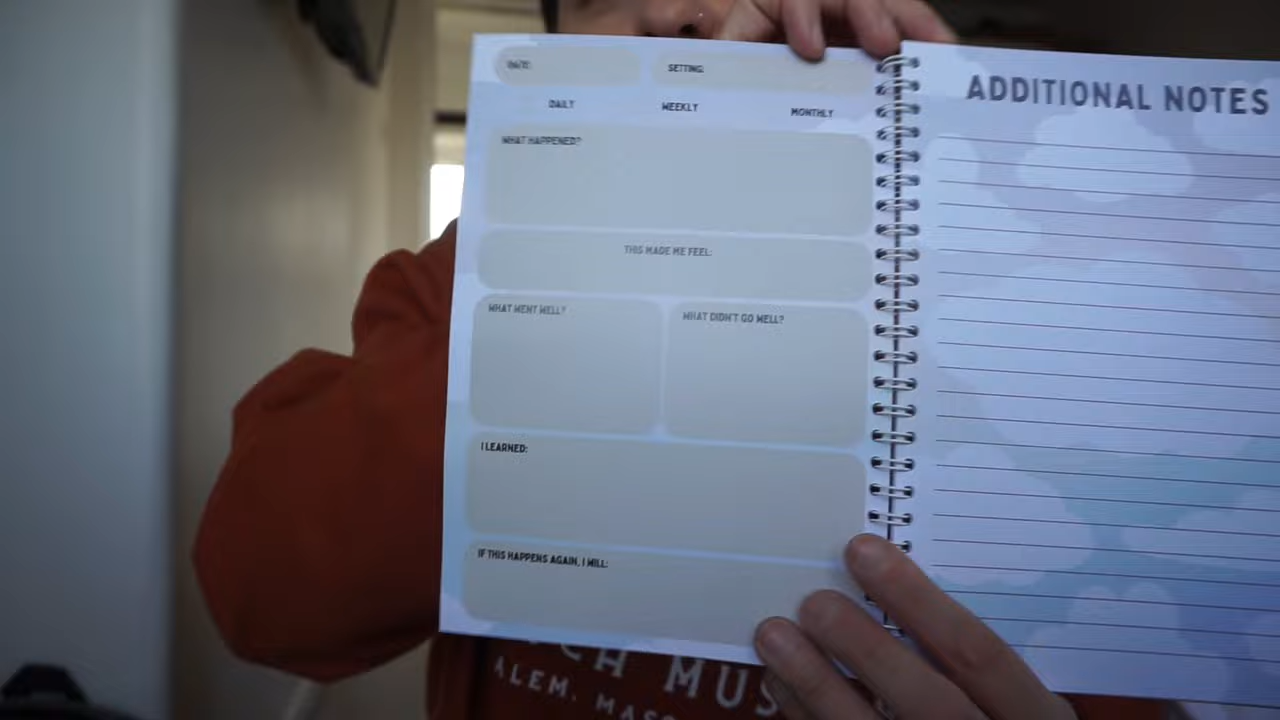 DATE: SETTING:
DAILY WEEKLY MONTHLY
WHAT HAPPENED?
THIS MADE ME FEEL:
WHAT WENT WELL? WHAT DIDN'T GO WELL?
I LEARNED:
IF THIS HAPPENS AGAIN, I WILL:
ADDITIONAL NOTES
CH MUS
ALEM, MASS